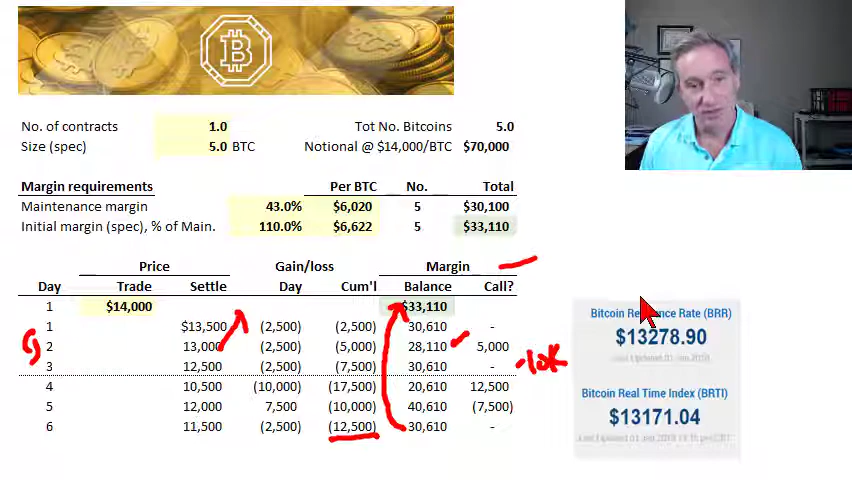 No. of contracts 1.0 Tot No. Bitcoins 5.0
Size (spec) 5.0 BTC Notional @ $14,000/BTC $70,000
Margin requirements Per BTC No. Total
Maintenance margin 43.0% $6,020 5 $30,100
Initial margin (spec), % of Main. 110.0% $6,622 5 $33,110
Price Gain/loss Margin
Day Trade Settle Day Cum'l Balance Call?
1 $14,000 $33,110
1 $13,500 (2,500) (2,500) 30,610 -
2 13,000 (2,500) (5,000) 28,110 5,000
3 12,500 (2,500) (7,500) 30,610 -
10K
4 10,500 (10,000) (17,500) 20,610 12,500
5 12,000 7,500 (10,000) 40,610 (7,500)
6 11,500 (2,500) (12,500) 30,610 -
Bitcoin Rate (BRR)
$13278.90
Bitcoin Real Time Index (BRTI)
$13171.04